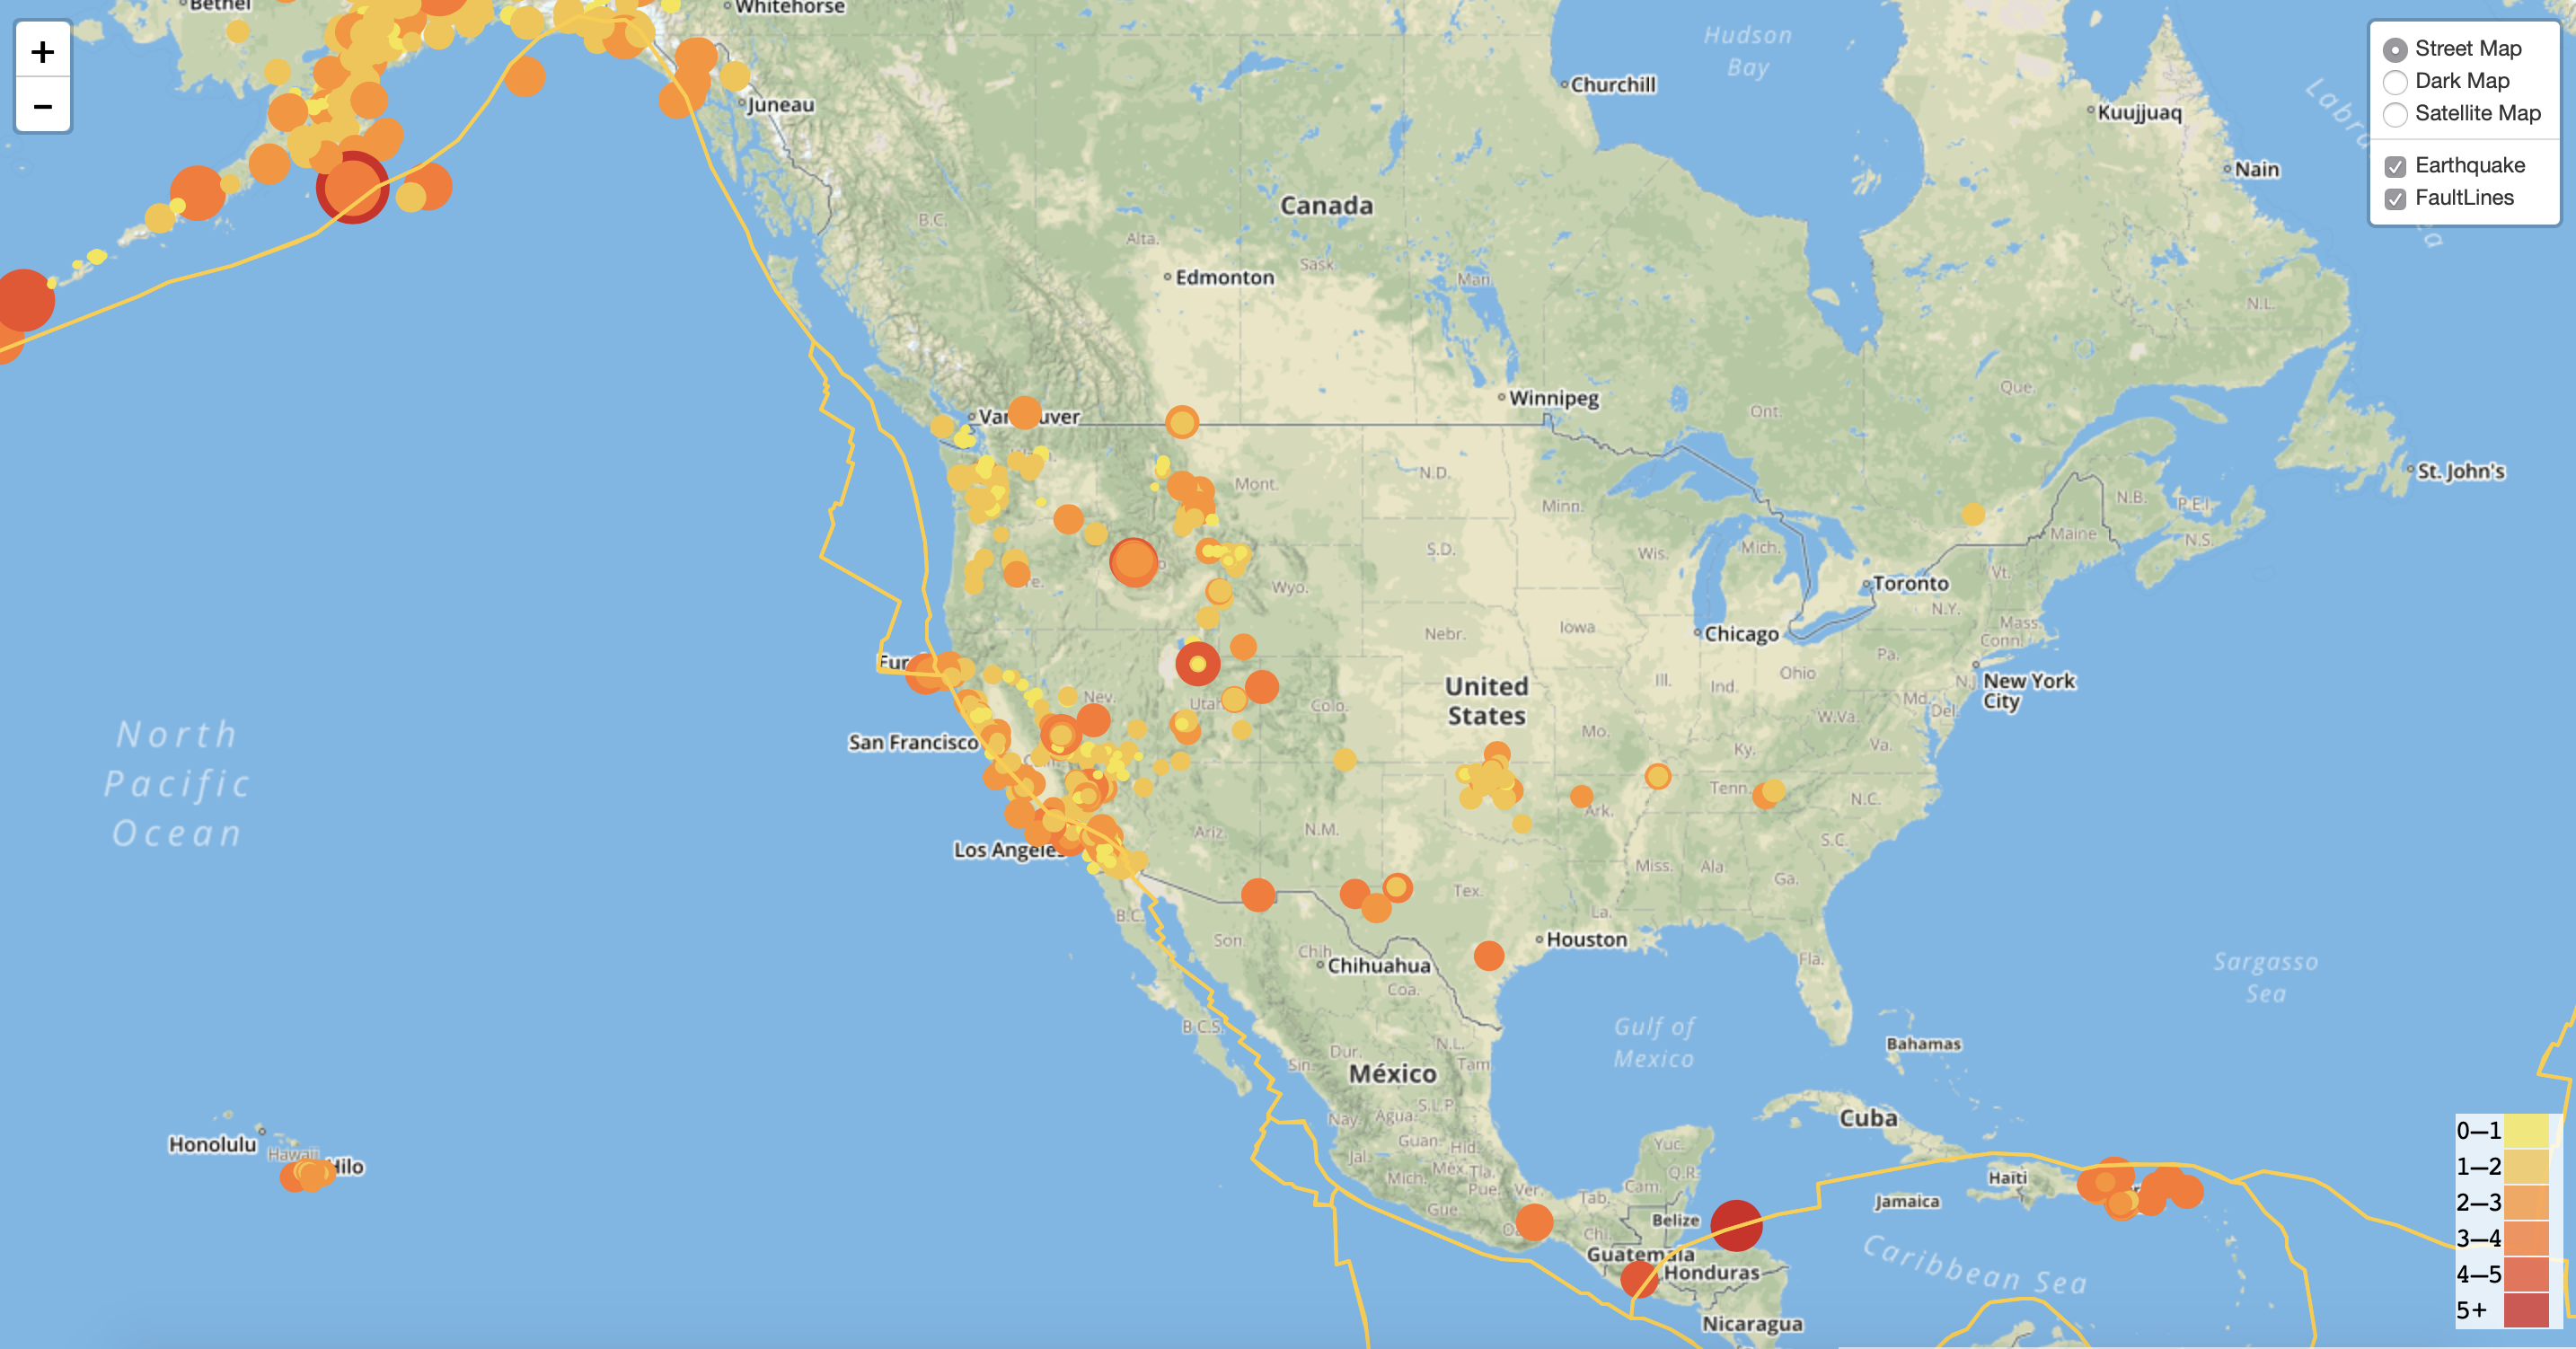 Bethel
Whitehorse
+
−
Street Map
Dark Map
Satellite Map
Earthquake
FaultLines
Hudson
Bay
Churchill
Juneau
Kuujjuaq
Nain
Canada
B.C.
Alta.
Edmonton
Sask.
Man.
N.L.
Winnipeg
Ont.
Que.
Mont.
N.D.
Minn.
St. John's
N.B.
P.E.I.
Maine
N.S.
S.D.
Wis.
Mich.
Vt.
Toronto
Wyo.
N.Y.
Mass.
Conn.
Nebr.
Iowa
Chicago
Pa.
Ohio
Ill.
Ind.
N.J.
New York
City
United
States
Nev.
Utah
Colo.
Md.
Del.
W.Va.
North
Pacific
Ocean
San Francisco
Mo.
Ky.
Va.
Tenn.
N.C.
Ark.
Los Angeles
Ariz.
N.M.
S.C.
Miss.
Ala.
Ga.
Tex.
La.
B.C.
Son.
Chih.
Houston
Chihuahua
Fla.
Sargasso
Sea
Coa.
B.C.S.
Gulf of
Mexico
Bahamas
Dur.
N.L.
Sin.
México
Tam.
Nay.
Agua.
S.L.P.
Cuba
Honolulu
Hawaii
Hilo
Guan.
Hid.
Yuc.
Jal.
Méx.
Tla.
Q.R.
Mich.
Pue.
Ver.
Cam.
Tab.
Haïti
Jamaica
Gue.
Belize
Chi.
Guatemala
Honduras
Caribbean Sea
Nicaragua
0–1
1–2
2–3
3–4
4–5
5+